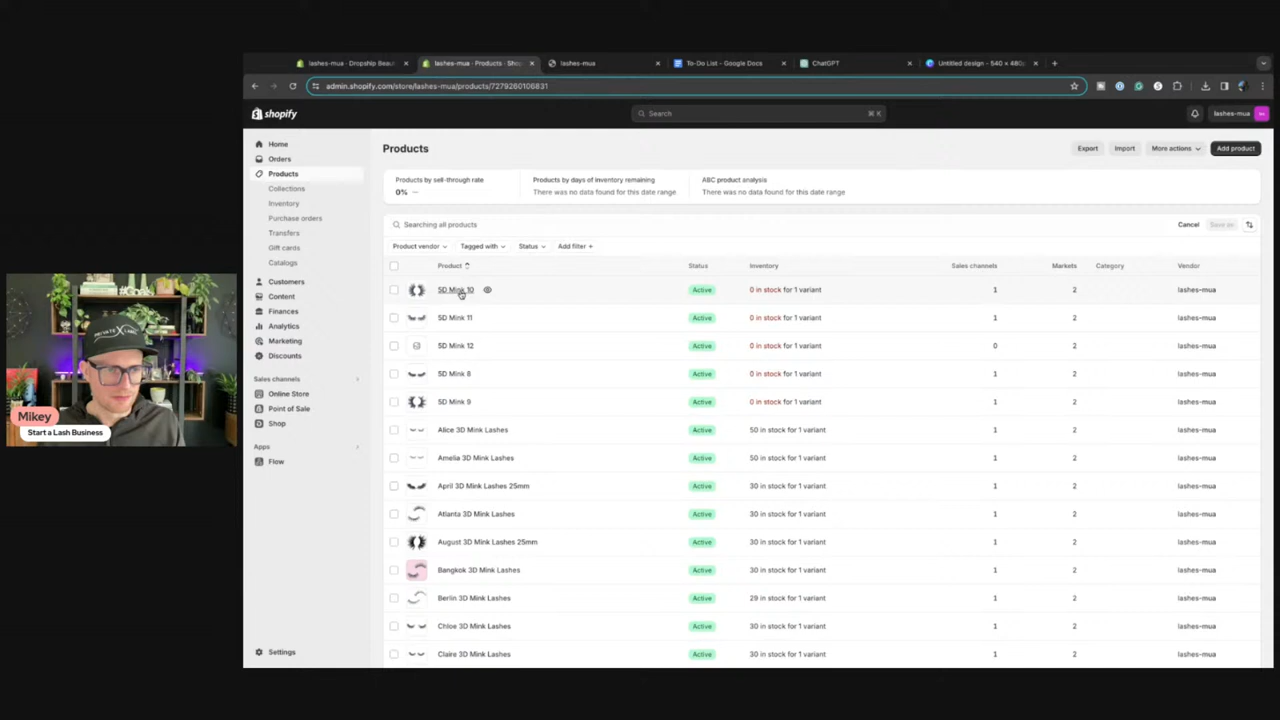 lashes-mua · Dropship Beau
lashes-mua · Products · Sho
lashes-mua
To-Do List - Google Docs
ChatGPT
Untitled design - 540 × 480
admin.shopify.com/store/lashes-mua/products/7279260106831
shopify
Search
⌘ K
lashes-mua
Home
Orders
Products
Collections
Inventory
Purchase orders
Transfers
Gift cards
Catalogs
Customers
Content
Finances
Analytics
Marketing
Discounts
Sales channels
Online Store
Point of Sale
Shop
Apps
Flow
Settings
Products
Export
Import
More actions
Add product
Products by sell-through rate
0% —
Products by days of inventory remaining
There was no data found for this date range
ABC product analysis
There was no data found for this date range
Searching all products
Cancel
Save as
Product vendor
Tagged with
Status
Add filter +
Product Status Inventory Sales channels Markets Category Vendor
5D Mink 10 Active 0 in stock for 1 variant 1 2 lashes-mua
5D Mink 11 Active 0 in stock for 1 variant 1 2 lashes-mua
5D Mink 12 Active 0 in stock for 1 variant 0 2 lashes-mua
5D Mink 8 Active 0 in stock for 1 variant 1 2 lashes-mua
5D Mink 9 Active 0 in stock for 1 variant 1 2 lashes-mua
Alice 3D Mink Lashes Active 50 in stock for 1 variant 1 2 lashes-mua
Amelia 3D Mink Lashes Active 50 in stock for 1 variant 1 2 lashes-mua
April 3D Mink Lashes 25mm Active 30 in stock for 1 variant 1 2 lashes-mua
Atlanta 3D Mink Lashes Active 30 in stock for 1 variant 1 2 lashes-mua
August 3D Mink Lashes 25mm Active 30 in stock for 1 variant 1 2 lashes-mua
Bangkok 3D Mink Lashes Active 30 in stock for 1 variant 1 2 lashes-mua
Berlin 3D Mink Lashes Active 29 in stock for 1 variant 1 2 lashes-mua
Chloe 3D Mink Lashes Active 30 in stock for 1 variant 1 2 lashes-mua
Claire 3D Mink Lashes Active 30 in stock for 1 variant 1 2 lashes-mua
PRIVATE LABEL
Mikey
Start a Lash Business